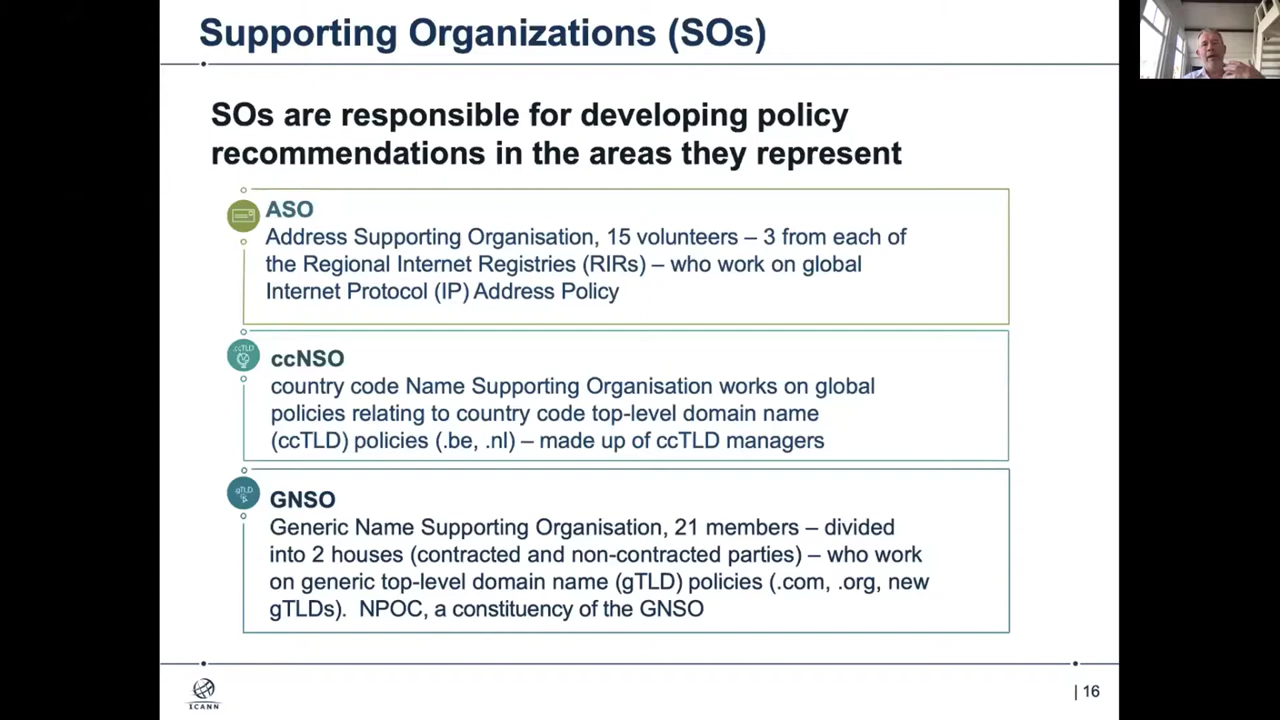 Supporting Organizations (SOs)
SOs are responsible for developing policy
recommendations in the areas they represent
ASO
Address Supporting Organisation, 15 volunteers – 3 from each of
the Regional Internet Registries (RIRs) – who work on global
Internet Protocol (IP) Address Policy
ccTLD
ccNSO
country code Name Supporting Organisation works on global
policies relating to country code top-level domain name
(ccTLD) policies (.be, .nl) – made up of ccTLD managers
gTLD
GNSO
Generic Name Supporting Organisation, 21 members – divided
into 2 houses (contracted and non-contracted parties) – who work
on generic top-level domain name (gTLD) policies (.com, .org, new
gTLDs). NPOC, a constituency of the GNSO
ICANN
| 16